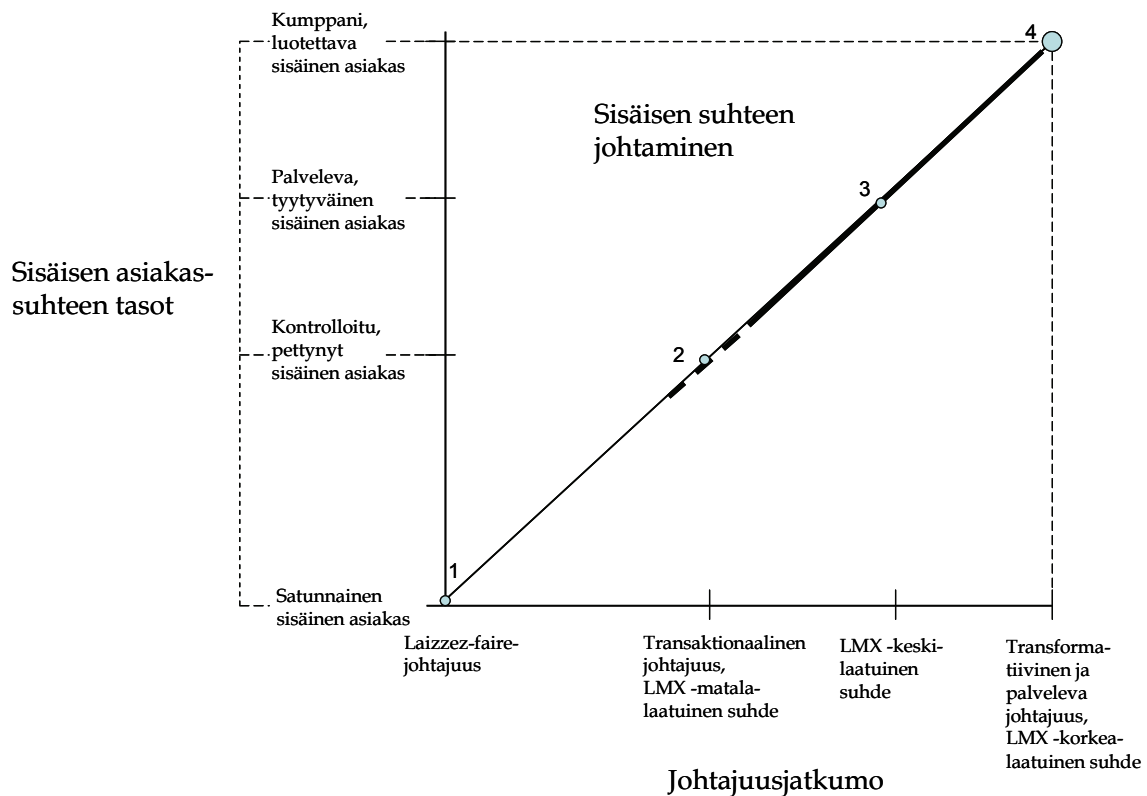 Kumppani,
luotettava
sisäinen asiakas
4
Sisäisen suhteen
johtaminen
Palveleva,
tyytyväinen
sisäinen asiakas
3
Sisäisen asiakas-
suhteen tasot
Kontrolloitu,
pettynyt
sisäinen asiakas
2
1
Satunnainen
sisäinen asiakas
Laizzez-faire-
johtajuus
Transaktionaalinen
johtajuus,
LMX -matala-
laatuinen suhde
LMX -keski-
laatuinen
suhde
Transforma-
tiivinen ja
palveleva
johtajuus,
LMX -korkea-
laatuinen suhde
Johtajuusjatkumo